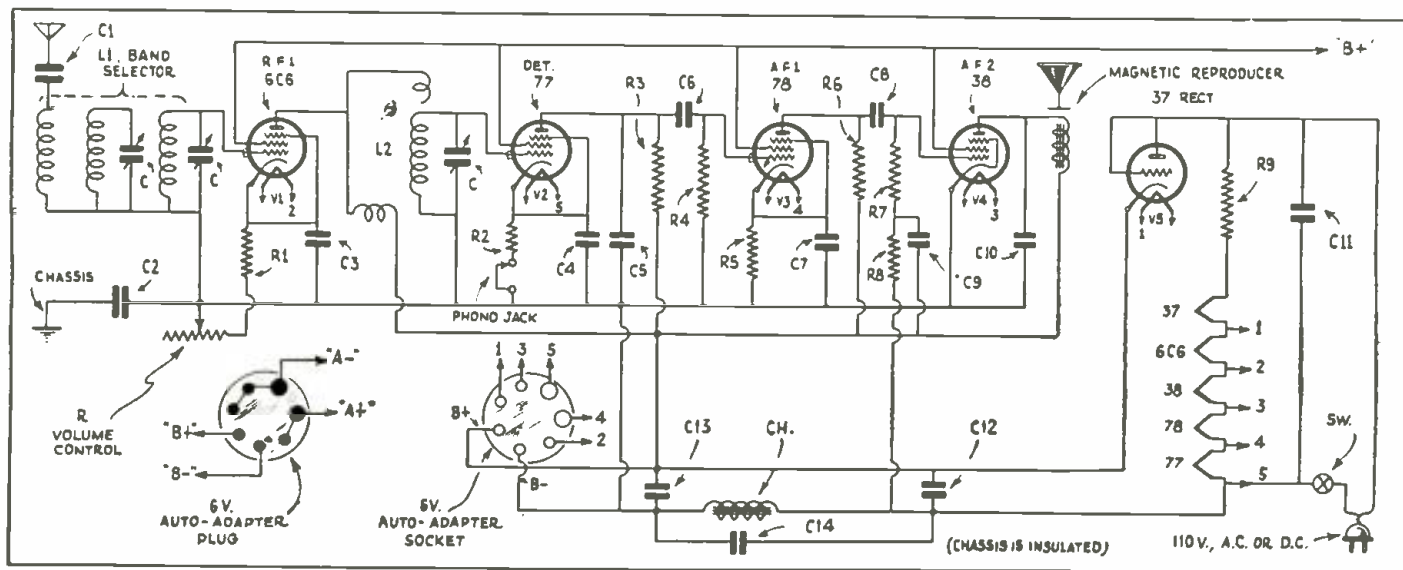 C1
L1, BAND
SELECTOR
R F 1
6C6
DET.
77
R3
C6
A F 1
78
R6
C8
A F 2
38
"B+"
MAGNETIC REPRODUCER
37 RECT
C
C
V1
2
L2
C
V2
5
R4
V3
4
R7
V4
3
V5
1
R9
C11
R1
C3
R2
C4
C5
R5
C7
R8
C9
C10
CHASSIS
C2
PHONO JACK
37
1
6C6
2
38
3
78
4
77
5
"A-"
"A+"
"B+"
"B-"
R
VOLUME
CONTROL
6V.
AUTO-ADAPTER
PLUG
1
3
5
B+
4
2
B-
6V.
AUTO-ADAPTER
SOCKET
C13
CH.
C12
C14
SW.
(CHASSIS IS INSULATED)
110 V., A.C. OR D.C.